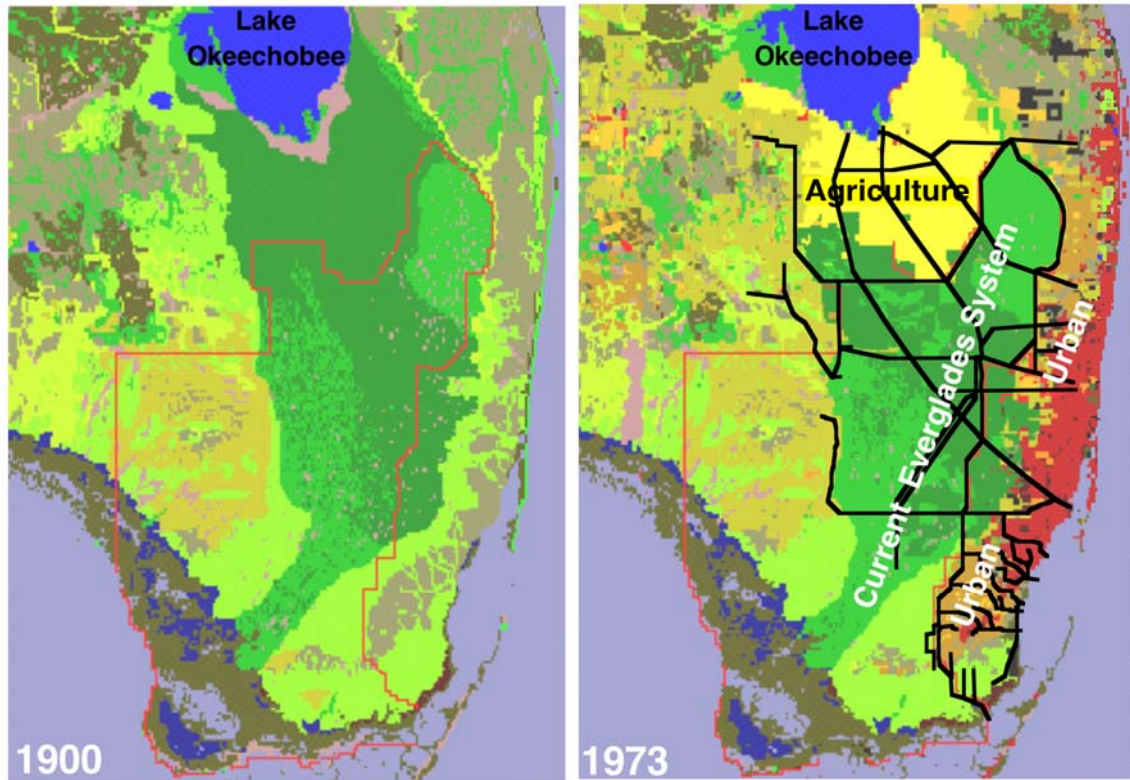 Lake
Okeechobee
1900
Lake
Okeechobee
Agriculture
Current Everglades System
Urban
Urban
1973